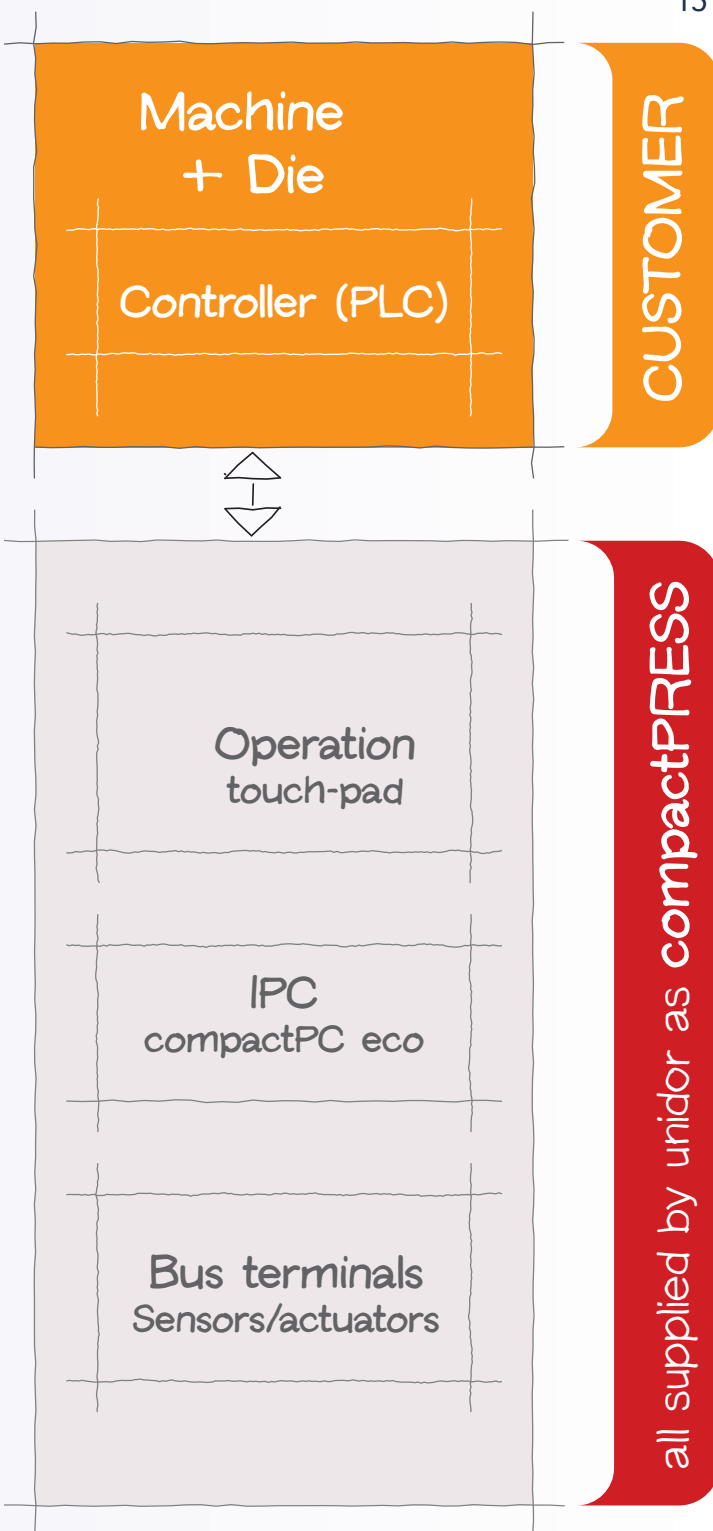 15
Machine
+ Die
Controller (PLC)
CUSTOMER
Operation
touch-pad
IPC
compactPC eco
Bus terminals
Sensors/actuators
all supplied by unidor as compactPRESS